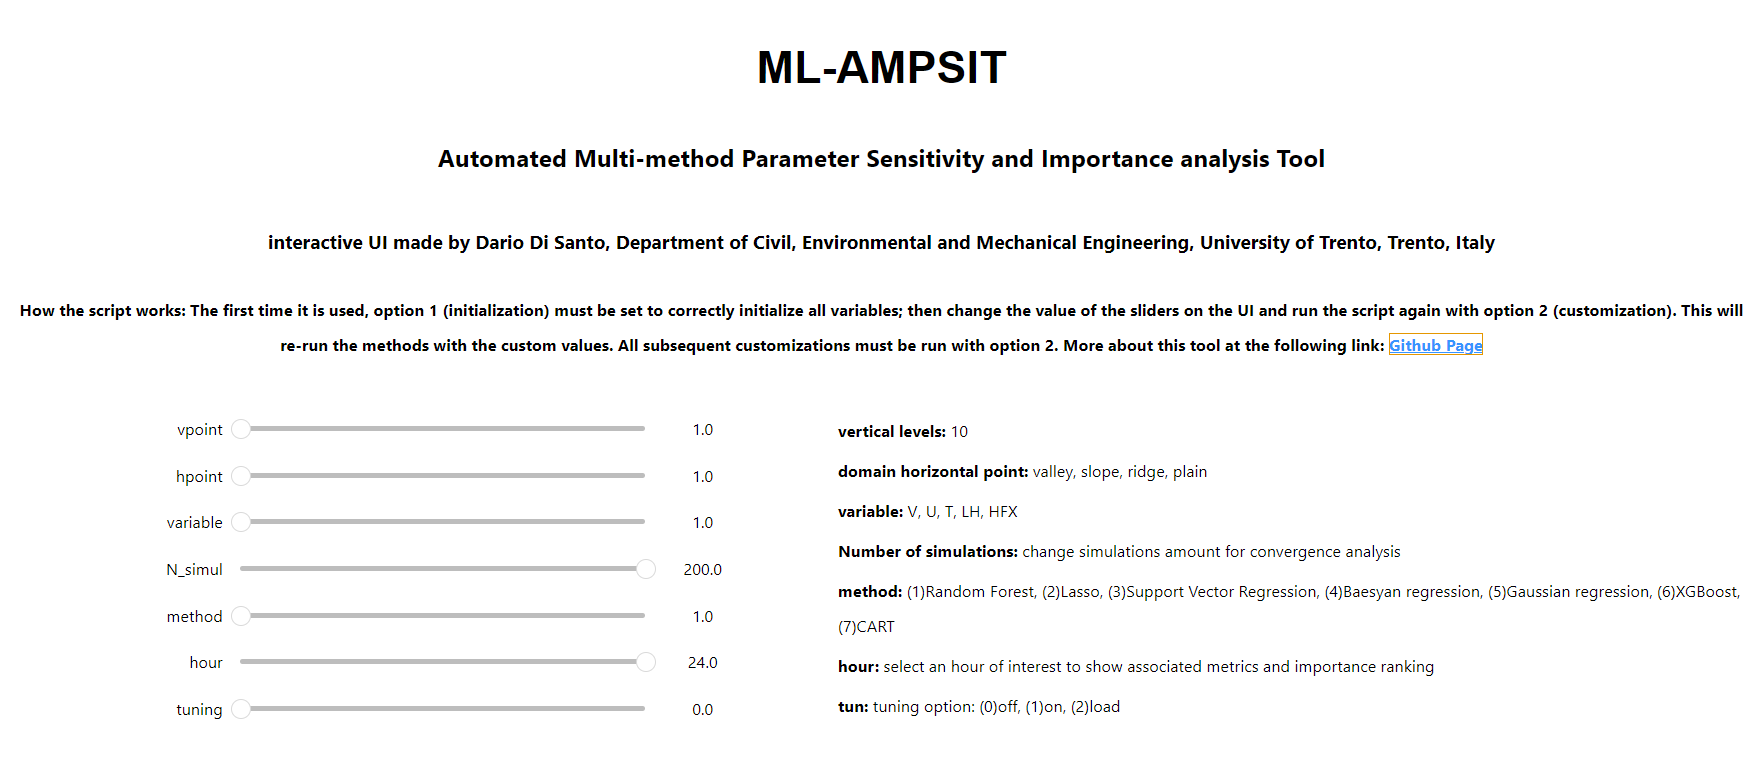 ML-AMPSIT
Automated Multi-method Parameter Sensitivity and Importance analysis Tool
interactive UI made by Dario Di Santo, Department of Civil, Environmental and Mechanical Engineering, University of Trento, Trento, Italy
How the script works: The first time it is used, option 1 (initialization) must be set to correctly initialize all variables; then change the value of the sliders on the UI and run the script again with option 2 (customization). This will
re-run the methods with the custom values. All subsequent customizations must be run with option 2. More about this tool at the following link: Github Page
vpoint 1.0
hpoint 1.0
variable 1.0
N_simul 200.0
method 1.0
hour 24.0
tuning 0.0
vertical levels: 10
domain horizontal point: valley, slope, ridge, plain
variable: V, U, T, LH, HFX
Number of simulations: change simulations amount for convergence analysis
method: (1)Random Forest, (2)Lasso, (3)Support Vector Regression, (4)Baesyan regression, (5)Gaussian regression, (6)XGBoost,
(7)CART
hour: select an hour of interest to show associated metrics and importance ranking
tun: tuning option: (0)off, (1)on, (2)load